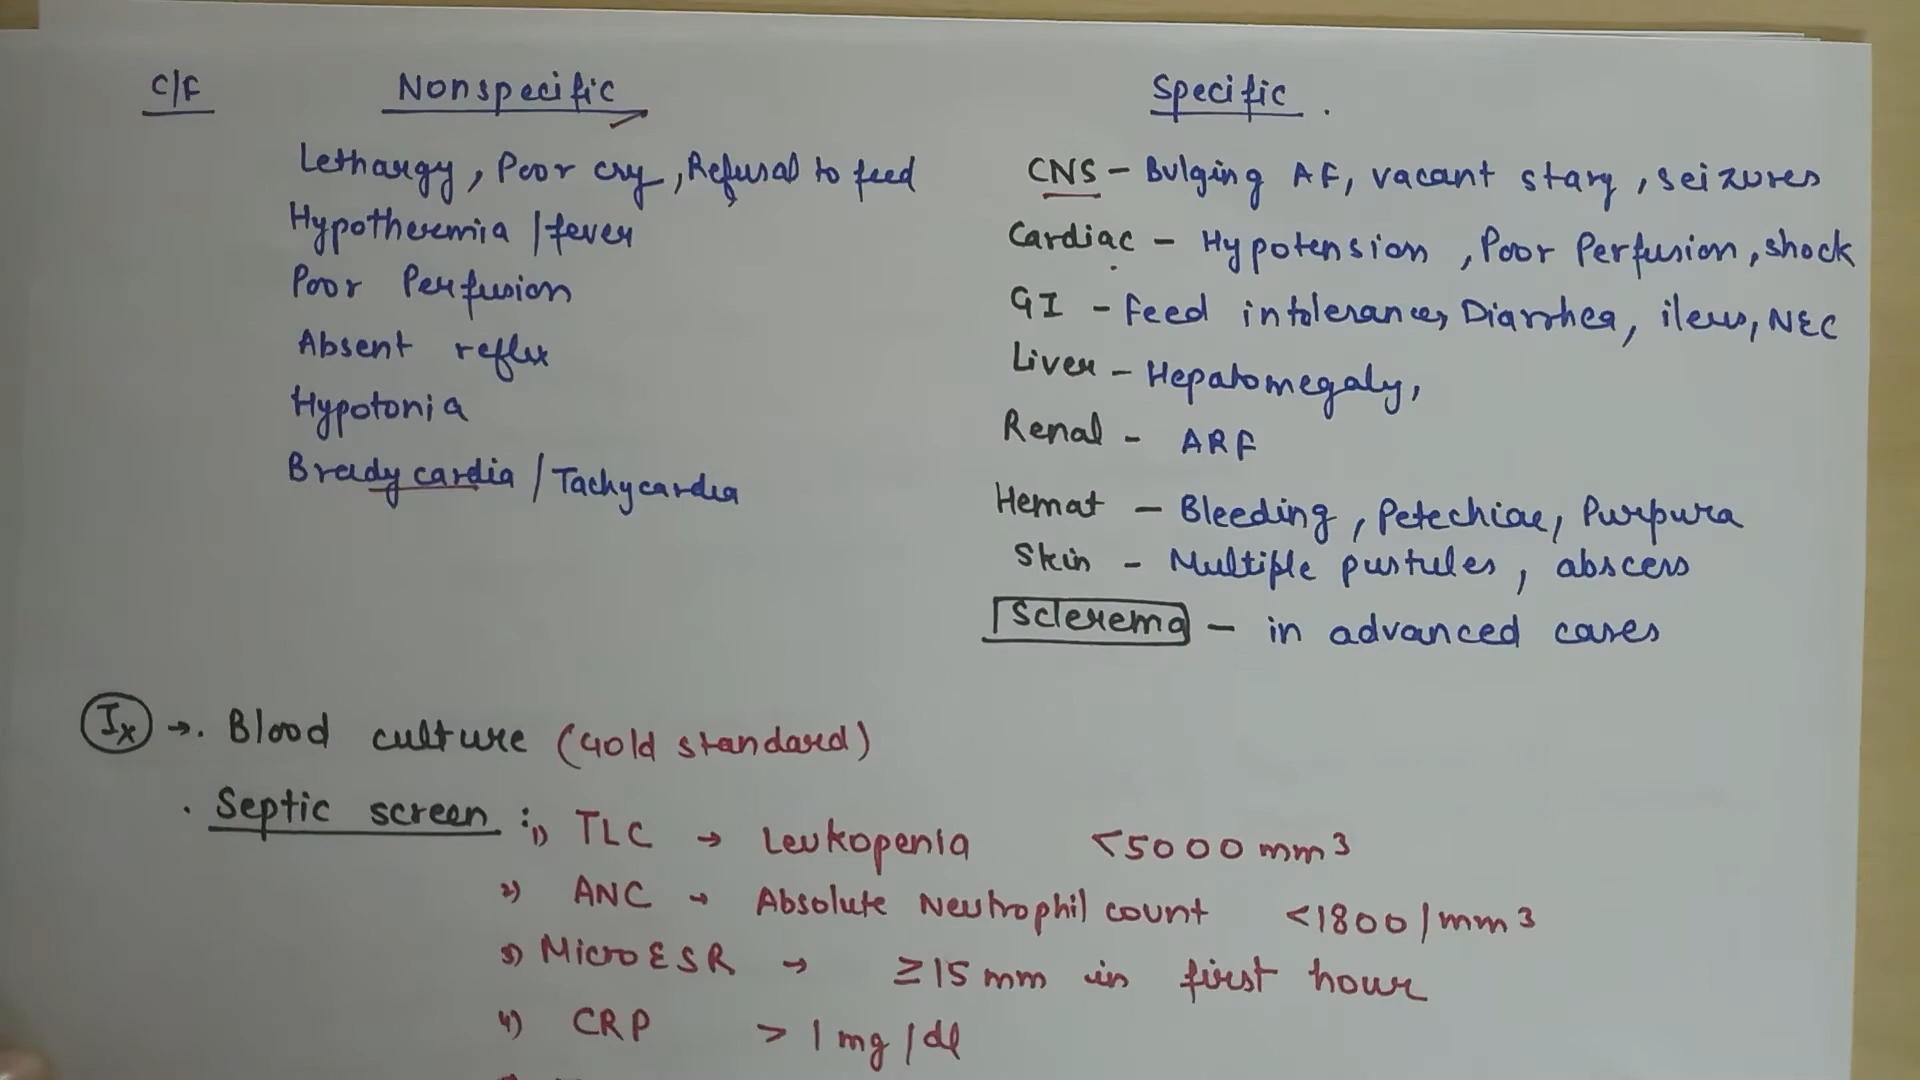 C/F Nonspecific
Lethargy, Poor cry, Refusal to feed
Hypothermia / fever
Poor Perfusion
Absent reflex
Hypotonia
Bradycardia / Tachycardia
Specific.
CNS - Bulging AF, vacant stary, seizures
Cardiac - Hypotension, Poor Perfusion, shock
GI - Feed intolerance, Diarrhea, ileus, NEC
Liver - Hepatomegaly,
Renal - ARF
Hemat - Bleeding, Petechiae, Purpura
Skin - Multiple pustules, abscess
Sclerema - in advanced cases
Ix → . Blood culture (Gold standard)
. Septic screen : 1) TLC → Leukopenia <5000 mm3
2) ANC → Absolute Neutrophil count <1800/mm3
3) Micro ESR → ≥15 mm in first hour
4) CRP > 1 mg/dl